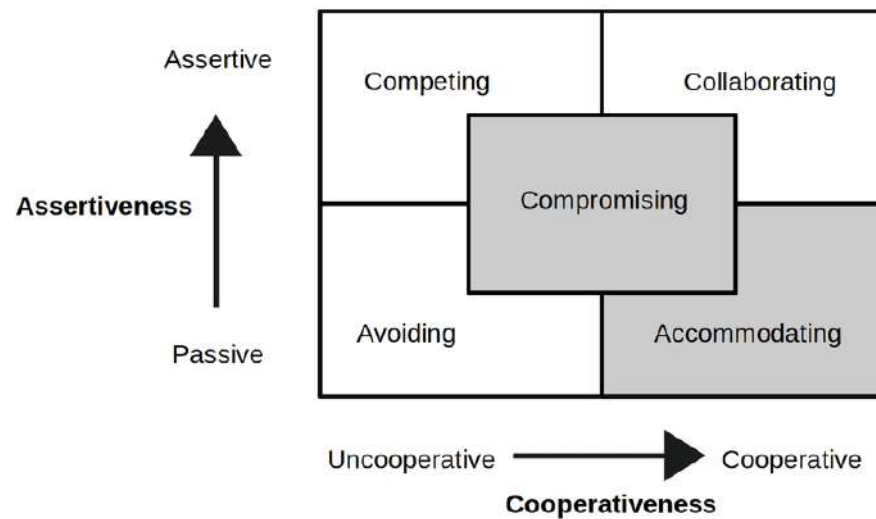 Assertive
Competing
Collaborating
Assertiveness
Compromising
Passive
Avoiding
Accommodating
Uncooperative
Cooperative
Cooperativeness